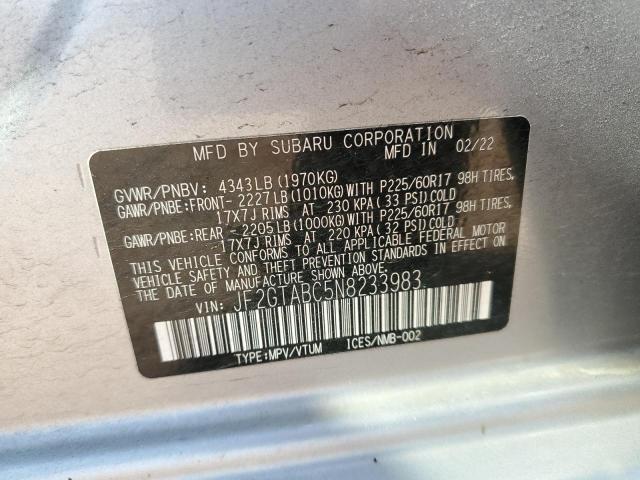 MFD BY SUBARU CORPORATION
MFD IN 02/22
GVWR/PNBV: 4343LB (1970KG)
GAWR/PNBE:FRONT- 2227 LB (1010KG) WITH P225/60R17 98H TIRES,
17X7J RIMS AT 230 KPA (33 PSI) COLD
GAWR/PNBE:REAR - 2205 LB (1000KG) WITH P225/60R17 98H TIRES,
17X7J RIMS AT 220 KPA (32 PSI) COLD
THIS VEHICLE CONFORMS TO ALL APPLICABLE FEDERAL MOTOR
VEHICLE SAFETY AND THEFT PREVENTION STANDARDS IN EFFECT ON
THE DATE OF MANUFACTURE SHOWN ABOVE.
VIN: JF2GTABC5N8233983
TYPE:MPV/VTUM ICES/NMB-002